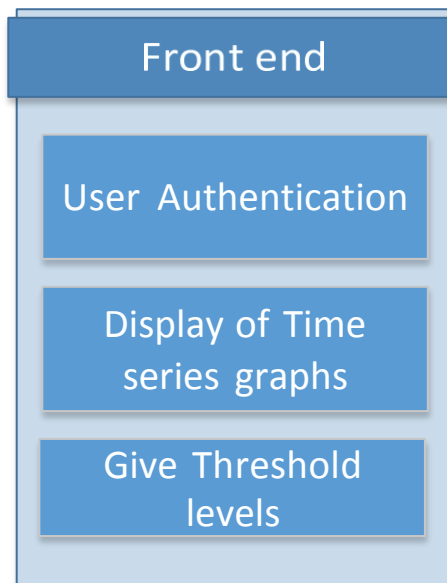 Front end
User Authentication
Display of Time
series graphs
Give Threshold
levels